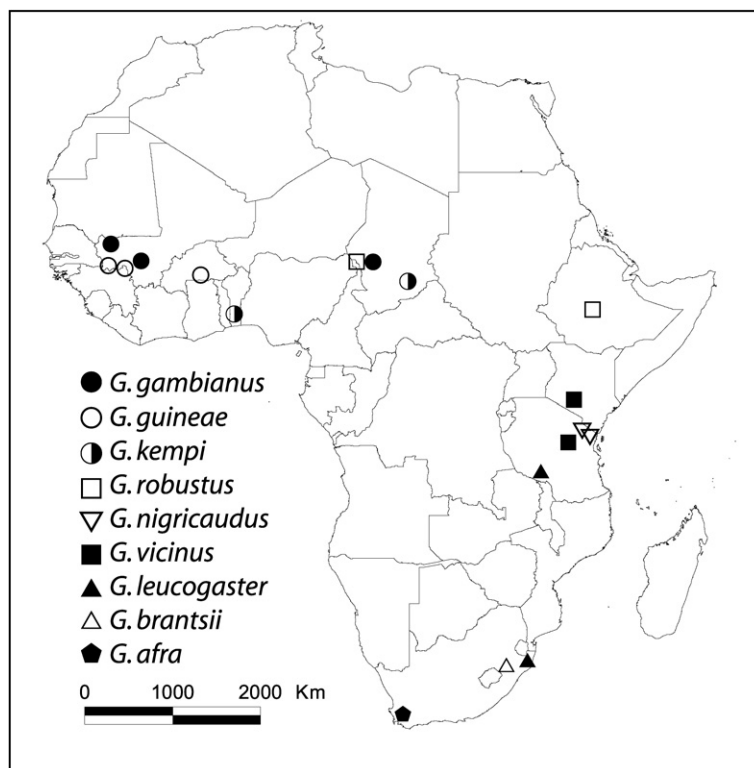 G. gambianus
G. guineae
G. kempi
G. robustus
G. nigricaudus
G. vicinus
G. leucogaster
G. brantsii
G. afra
0 1000 2000 Km